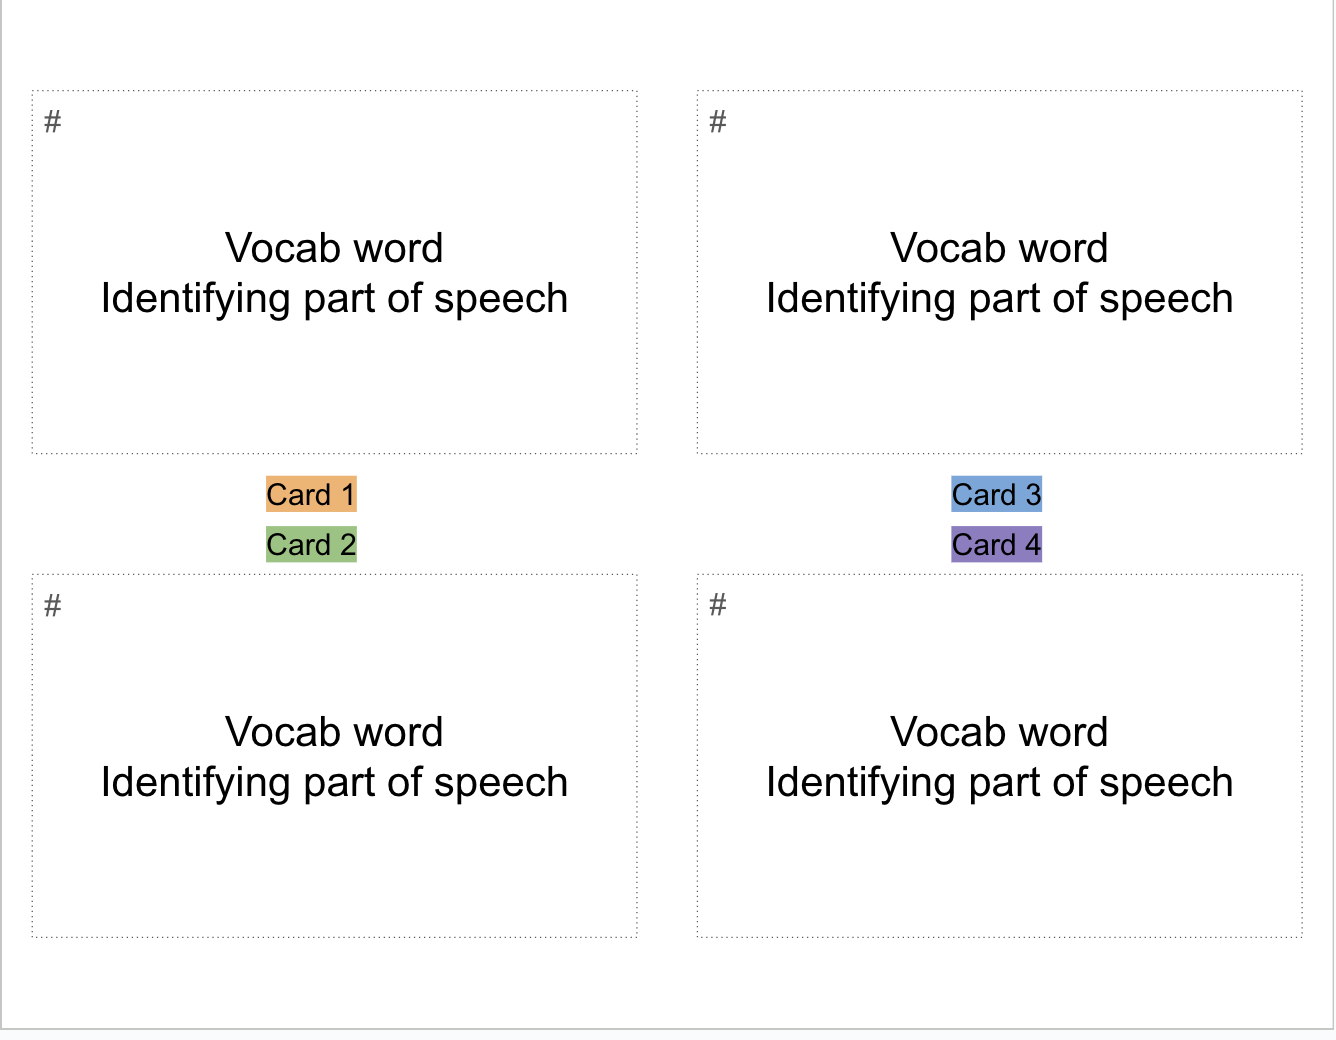 #
Vocab word
Identifying part of speech
#
Vocab word
Identifying part of speech
Card 1
Card 3
Card 2
Card 4
#
Vocab word
Identifying part of speech
#
Vocab word
Identifying part of speech